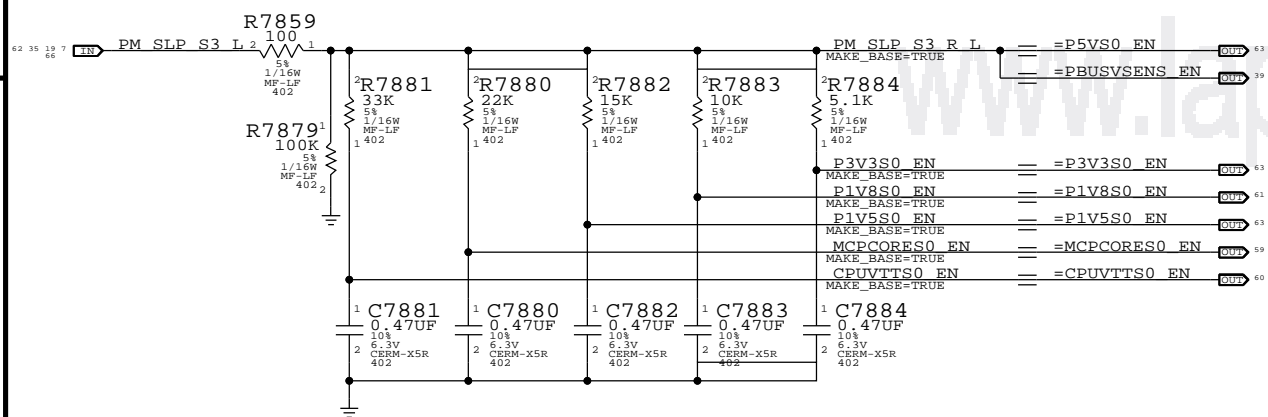 R7859
62 35 19 7
66
IN
PM_SLP_S3_L
2
100
1
5%
1/16W
MF-LF
402
PM_SLP_S3_R_L
MAKE_BASE=TRUE
=P5VS0_EN
OUT
63
=PBUSVSENS_EN
OUT
39
www.lap
2
R7881
33K
5%
1/16W
MF-LF
402
1
2
R7880
22K
5%
1/16W
MF-LF
402
1
2
R7882
15K
5%
1/16W
MF-LF
402
1
2
R7883
10K
5%
1/16W
MF-LF
402
1
2
R7884
5.1K
5%
1/16W
MF-LF
402
1
R7879
1
100K
5%
1/16W
MF-LF
402
2
P3V3S0_EN
MAKE_BASE=TRUE
=P3V3S0_EN
OUT
63
P1V8S0_EN
MAKE_BASE=TRUE
=P1V8S0_EN
OUT
61
P1V5S0_EN
MAKE_BASE=TRUE
=P1V5S0_EN
OUT
63
MCPCORES0_EN
MAKE_BASE=TRUE
=MCPCORES0_EN
OUT
59
CPUVTTS0_EN
MAKE_BASE=TRUE
=CPUVTTS0_EN
OUT
60
1
C7881
0.47UF
10%
6.3V
CERM-X5R
402
2
1
C7880
0.47UF
10%
6.3V
CERM-X5R
402
2
1
C7882
0.47UF
10%
6.3V
CERM-X5R
402
2
1
C7883
0.47UF
10%
6.3V
CERM-X5R
402
2
1
C7884
0.47UF
10%
6.3V
CERM-X5R
402
2